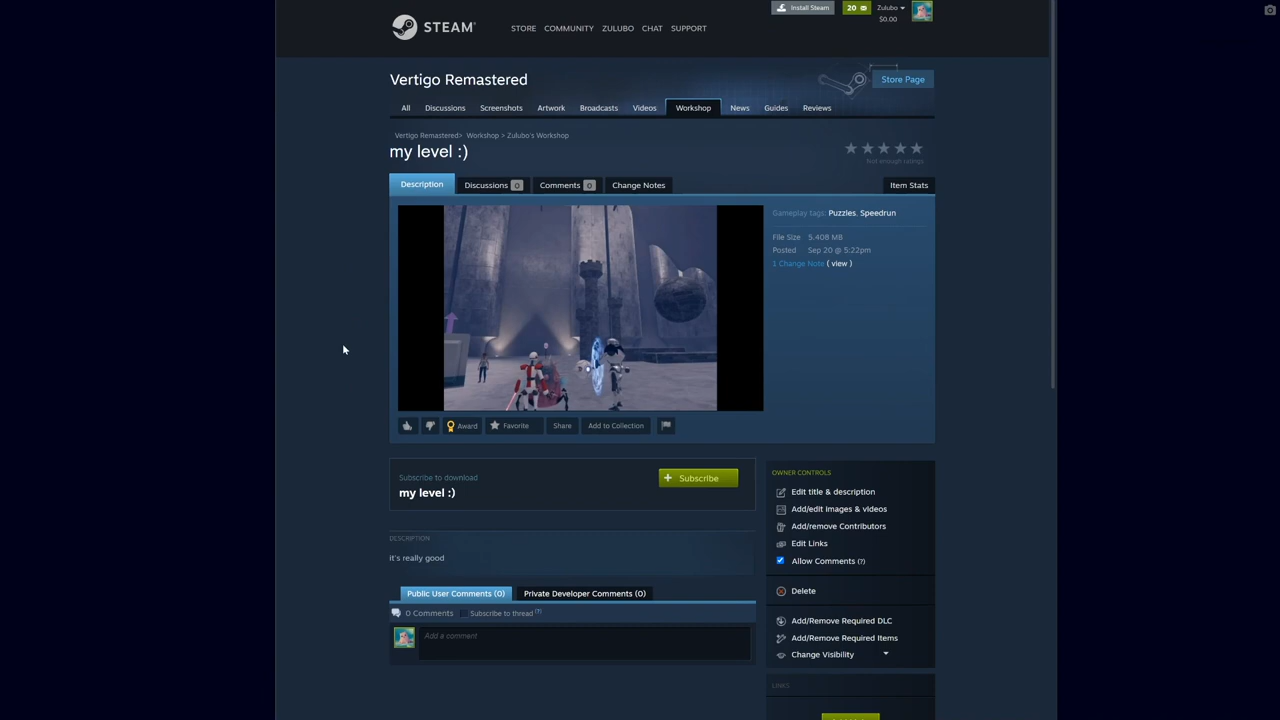 Install Steam
20
Zulubo
$0.00
STEAM®
STORE COMMUNITY ZULUBO CHAT SUPPORT
Vertigo Remastered
Store Page
All Discussions Screenshots Artwork Broadcasts Videos Workshop News Guides Reviews
Vertigo Remastered> Workshop > Zulubo's Workshop
my level :)
Not enough ratings
Description Discussions 0 Comments 0 Change Notes Item Stats
Gameplay tags: Puzzles, Speedrun
File Size 5.408 MB
Posted Sep 20 @ 5:22pm
1 Change Note ( view )
Award Favorite Share Add to Collection
Subscribe to download
my level :)
+ Subscribe
DESCRIPTION
it's really good
Public User Comments (0) Private Developer Comments (0)
0 Comments Subscribe to thread (?)
Add a comment
OWNER CONTROLS
Edit title & description
Add/edit images & videos
Add/remove Contributors
Edit Links
Allow Comments (?)
Delete
Add/Remove Required DLC
Add/Remove Required Items
Change Visibility
LINKS